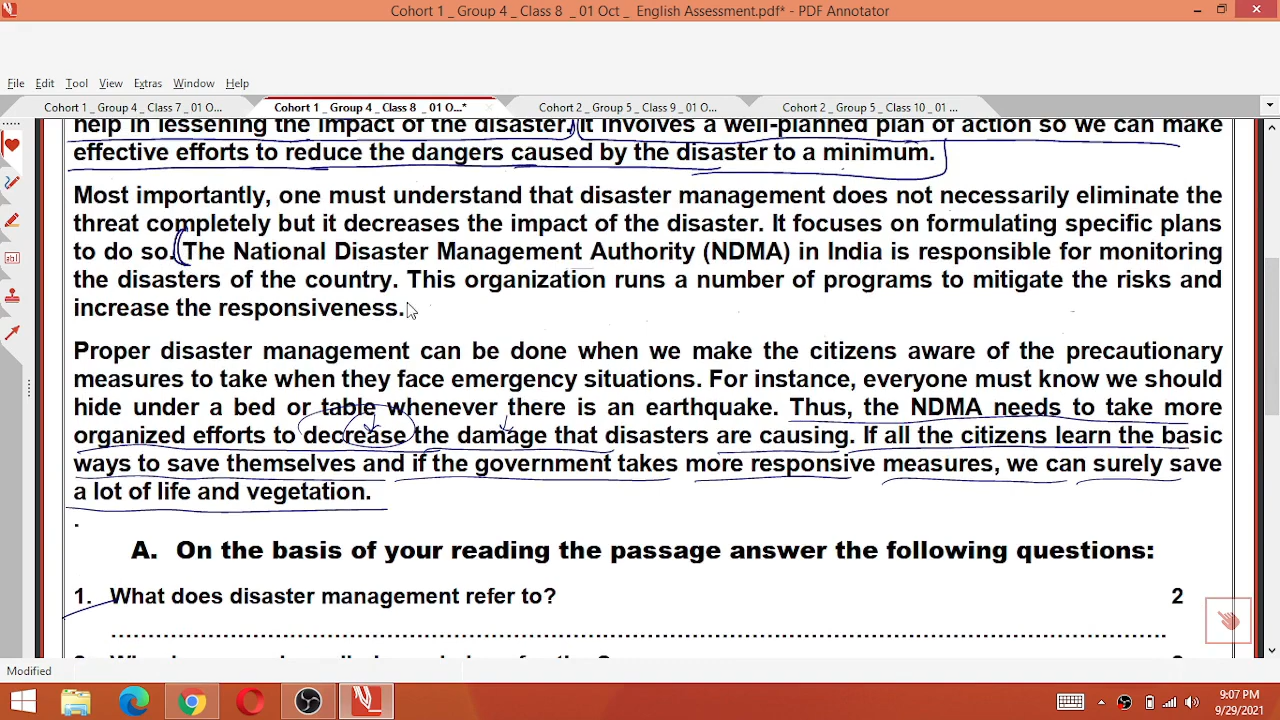 Cohort 1 _ Group 4 _ Class 8 _ 01 Oct _ English Assessment.pdf* - PDF Annotator
File Edit Tool View Extras Window Help
Cohort 1 _ Group 4 _ Class 7 _ 01 O... Cohort 1 _ Group 4 _ Class 8 _ 01 O...* Cohort 2 _ Group 5 _ Class 9 _ 01 O... Cohort 2 _ Group 5 _ Class 10 _ 01 ...
help in lessening the impact of the disaster. It involves a well-planned plan of action so we can make
effective efforts to reduce the dangers caused by the disaster to a minimum.
Most importantly, one must understand that disaster management does not necessarily eliminate the
threat completely but it decreases the impact of the disaster. It focuses on formulating specific plans
to do so. The National Disaster Management Authority (NDMA) in India is responsible for monitoring
the disasters of the country. This organization runs a number of programs to mitigate the risks and
increase the responsiveness.
Proper disaster management can be done when we make the citizens aware of the precautionary
measures to take when they face emergency situations. For instance, everyone must know we should
hide under a bed or table whenever there is an earthquake. Thus, the NDMA needs to take more
organized efforts to decrease the damage that disasters are causing. If all the citizens learn the basic
ways to save themselves and if the government takes more responsive measures, we can surely save
a lot of life and vegetation.
.
A. On the basis of your reading the passage answer the following questions:
1. What does disaster management refer to? 2
Modified
9:07 PM
9/29/2021